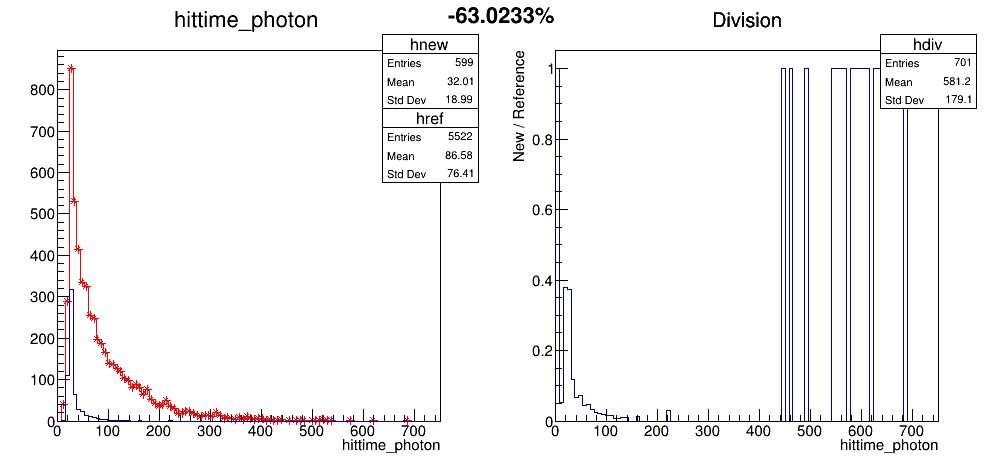 -63.0233%
hittime_photon
hnew
Entries 599
Mean 32.01
Std Dev 18.99
href
Entries 5522
Mean 86.58
Std Dev 76.41
800
700
600
500
400
300
200
100
0
0 100 200 300 400 500 600 700
hittime_photon
Division
hdiv
Entries 701
Mean 581.2
Std Dev 179.1
New / Reference
1
0.8
0.6
0.4
0.2
0
0 100 200 300 400 500 600 700
hittime_photon